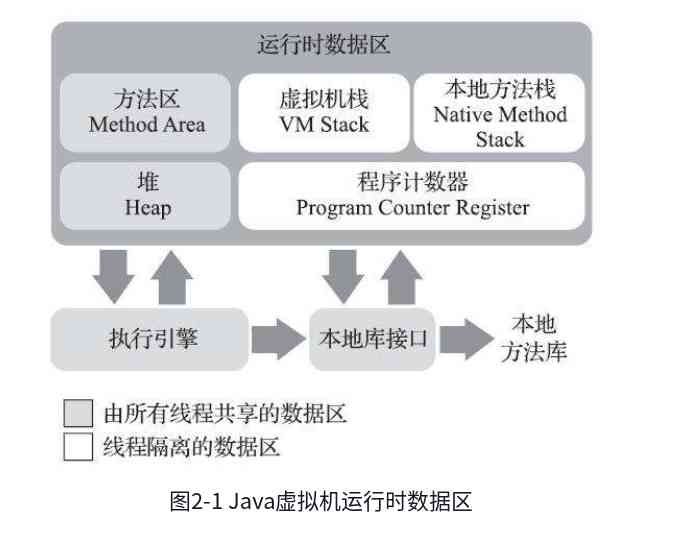 运行时数据区
方法区
Method Area
虚拟机栈
VM Stack
本地方法栈
Native Method
Stack
堆
Heap
程序计数器
Program Counter Register
执行引擎
本地库接口
本地
方法库
由所有线程共享的数据区
线程隔离的数据区
图2-1 Java虚拟机运行时数据区